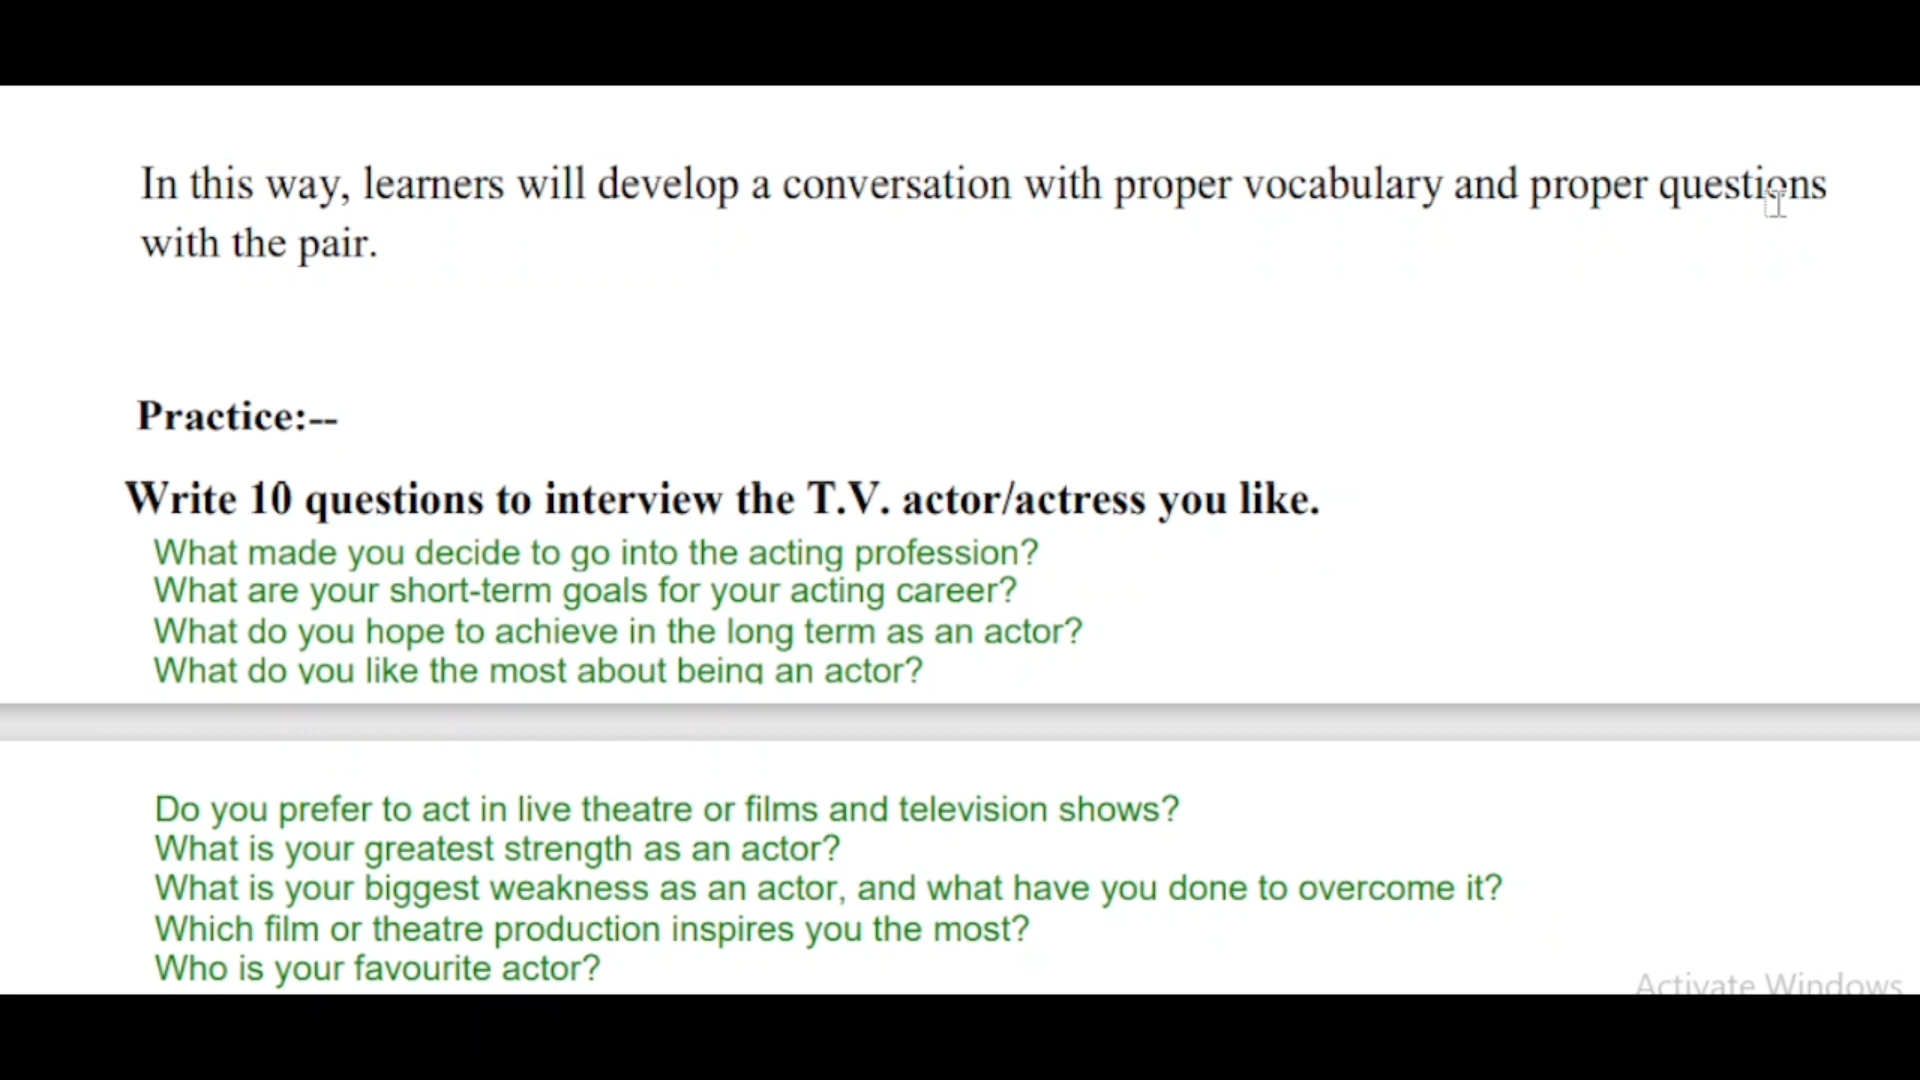 In this way, learners will develop a conversation with proper vocabulary and proper questions
with the pair.
Practice:--
Write 10 questions to interview the T.V. actor/actress you like.
What made you decide to go into the acting profession?
What are your short-term goals for your acting career?
What do you hope to achieve in the long term as an actor?
What do you like the most about being an actor?
Do you prefer to act in live theatre or films and television shows?
What is your greatest strength as an actor?
What is your biggest weakness as an actor, and what have you done to overcome it?
Which film or theatre production inspires you the most?
Who is your favourite actor?
Activate Windows